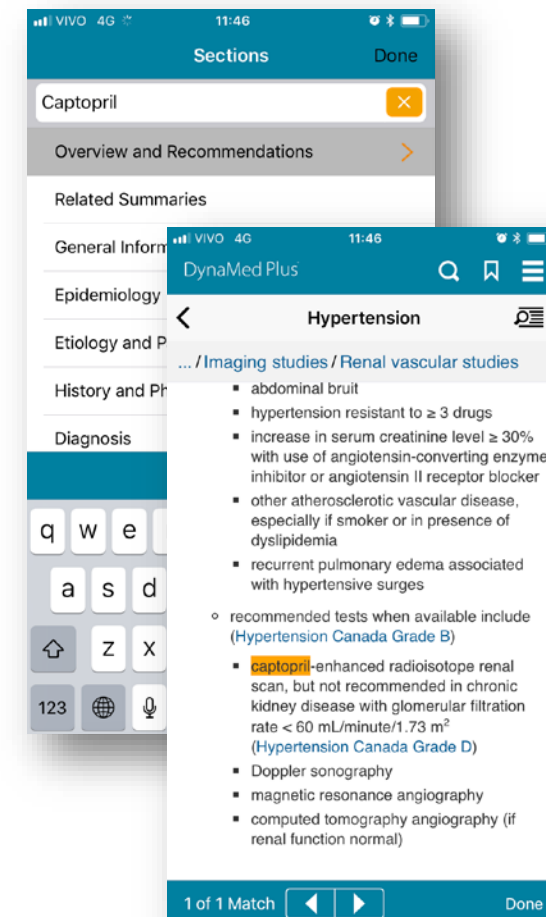 VIVO 4G 11:46
Sections Done
Captopril
Overview and Recommendations
Related Summaries
General Inform
Epidemiology
Etiology and P
History and Ph
Diagnosis
q w e
a s d
z x
123
VIVO 4G 11:46
DynaMed Plus
Hypertension
... / Imaging studies / Renal vascular studies
abdominal bruit
hypertension resistant to ≥ 3 drugs
increase in serum creatinine level ≥ 30%
with use of angiotensin-converting enzyme
inhibitor or angiotensin II receptor blocker
other atherosclerotic vascular disease,
especially if smoker or in presence of
dyslipidemia
recurrent pulmonary edema associated
with hypertensive surges
recommended tests when available include
(Hypertension Canada Grade B)
captopril-enhanced radioisotope renal
scan, but not recommended in chronic
kidney disease with glomerular filtration
rate < 60 mL/minute/1.73 m²
(Hypertension Canada Grade D)
Doppler sonography
magnetic resonance angiography
computed tomography angiography (if
renal function normal)
1 of 1 Match Done